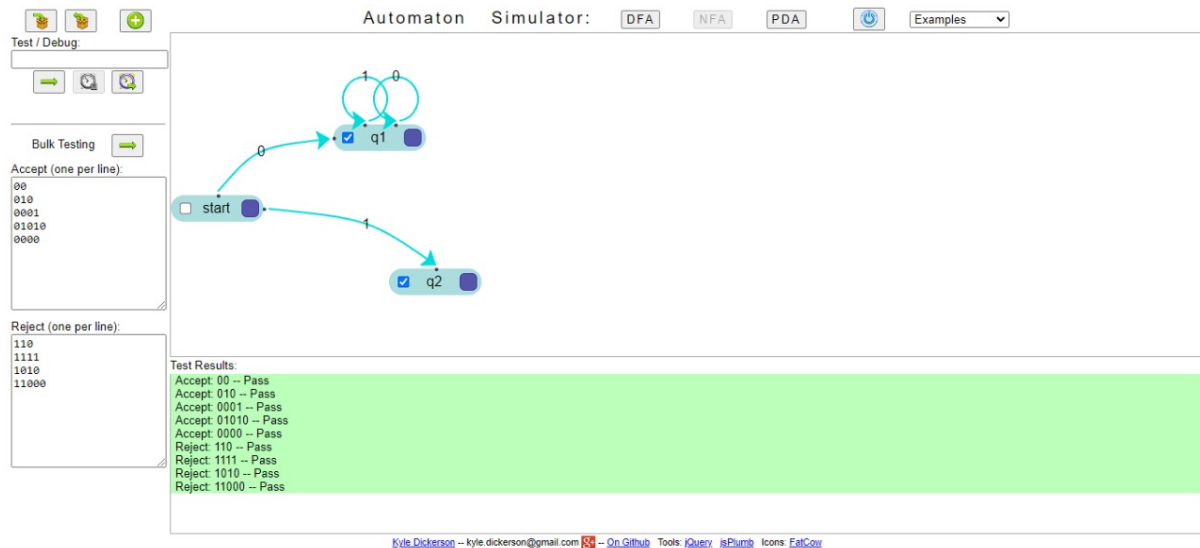 Automaton Simulator: DFA NFA PDA Examples
Test / Debug:
Bulk Testing
Accept (one per line):
00
010
0001
01010
0000
Reject (one per line):
110
1111
1010
11000
1 0
q1
0
start
1
q2
Test Results:
Accept: 00 -- Pass
Accept: 010 -- Pass
Accept: 0001 -- Pass
Accept: 01010 -- Pass
Accept: 0000 -- Pass
Reject: 110 -- Pass
Reject: 1111 -- Pass
Reject: 1010 -- Pass
Reject: 11000 -- Pass
Kyle Dickerson -- kyle.dickerson@gmail.com g+ -- On Github Tools: jQuery jsPlumb Icons: FatCow